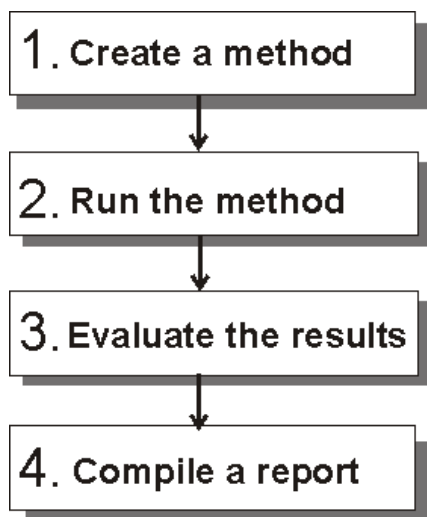 1. Create a method
2. Run the method
3. Evaluate the results
4. Compile a report